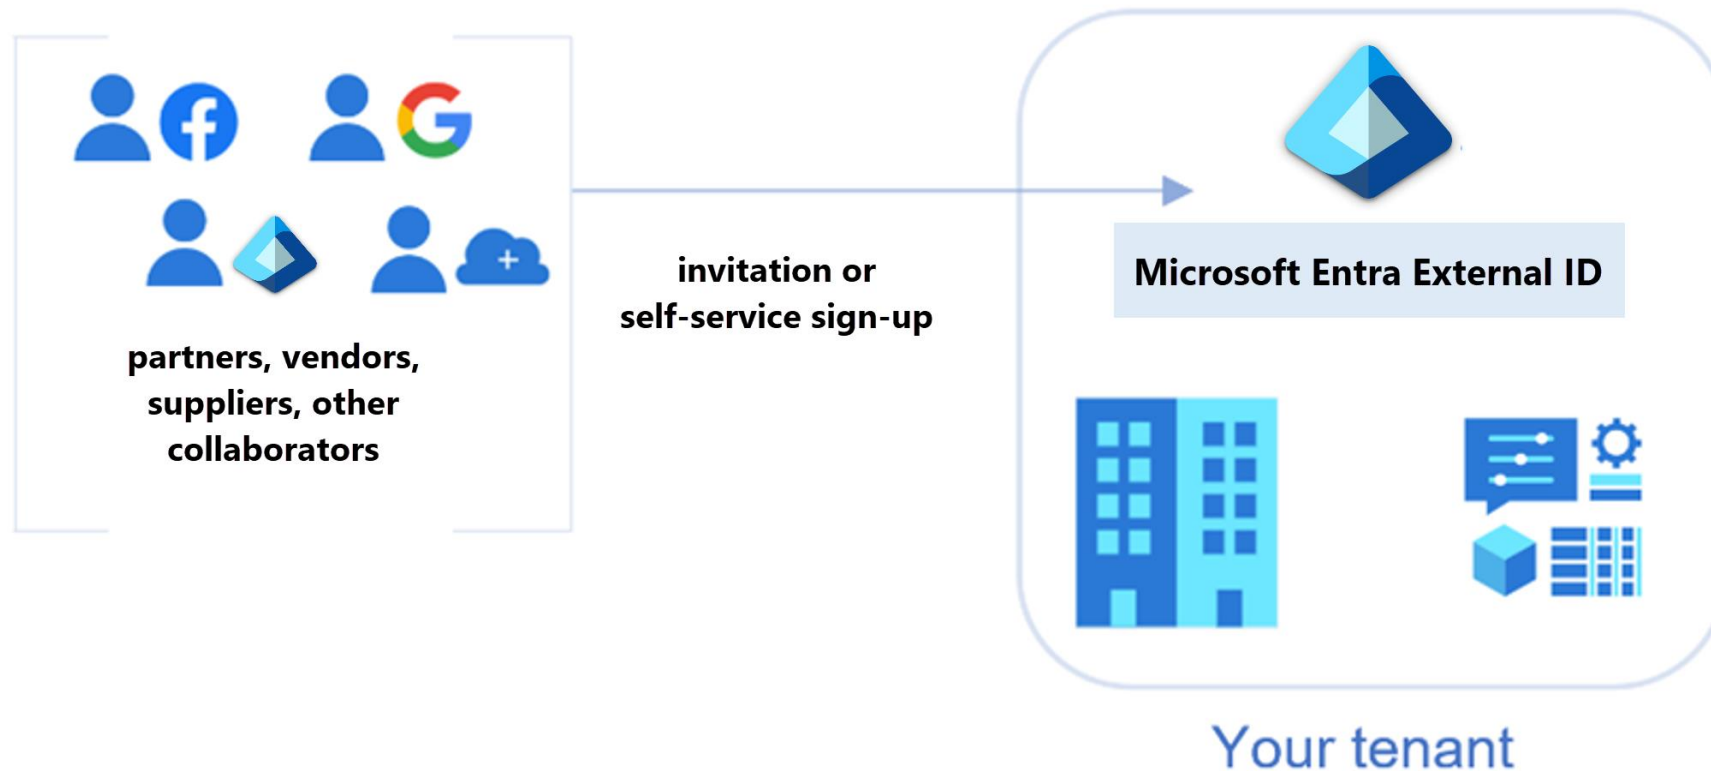 partners, vendors,
suppliers, other
collaborators
invitation or
self-service sign-up
Microsoft Entra External ID
Your tenant